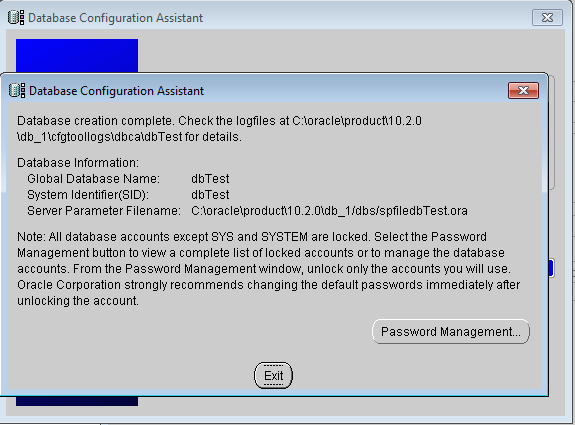 Database Configuration Assistant
Database Configuration Assistant
Database creation complete. Check the logfiles at C:\oracle\product\10.2.0
\db_1\cfgtoollogs\dbca\dbTest for details.
Database Information:
Global Database Name: dbTest
System Identifier(SID): dbTest
Server Parameter Filename: C:\oracle\product\10.2.0\db_1/dbs/spfiledbTest.ora
Note: All database accounts except SYS and SYSTEM are locked. Select the Password
Management button to view a complete list of locked accounts or to manage the database
accounts. From the Password Management window, unlock only the accounts you will use.
Oracle Corporation strongly recommends changing the default passwords immediately after
unlocking the account.
Password Management...
Exit